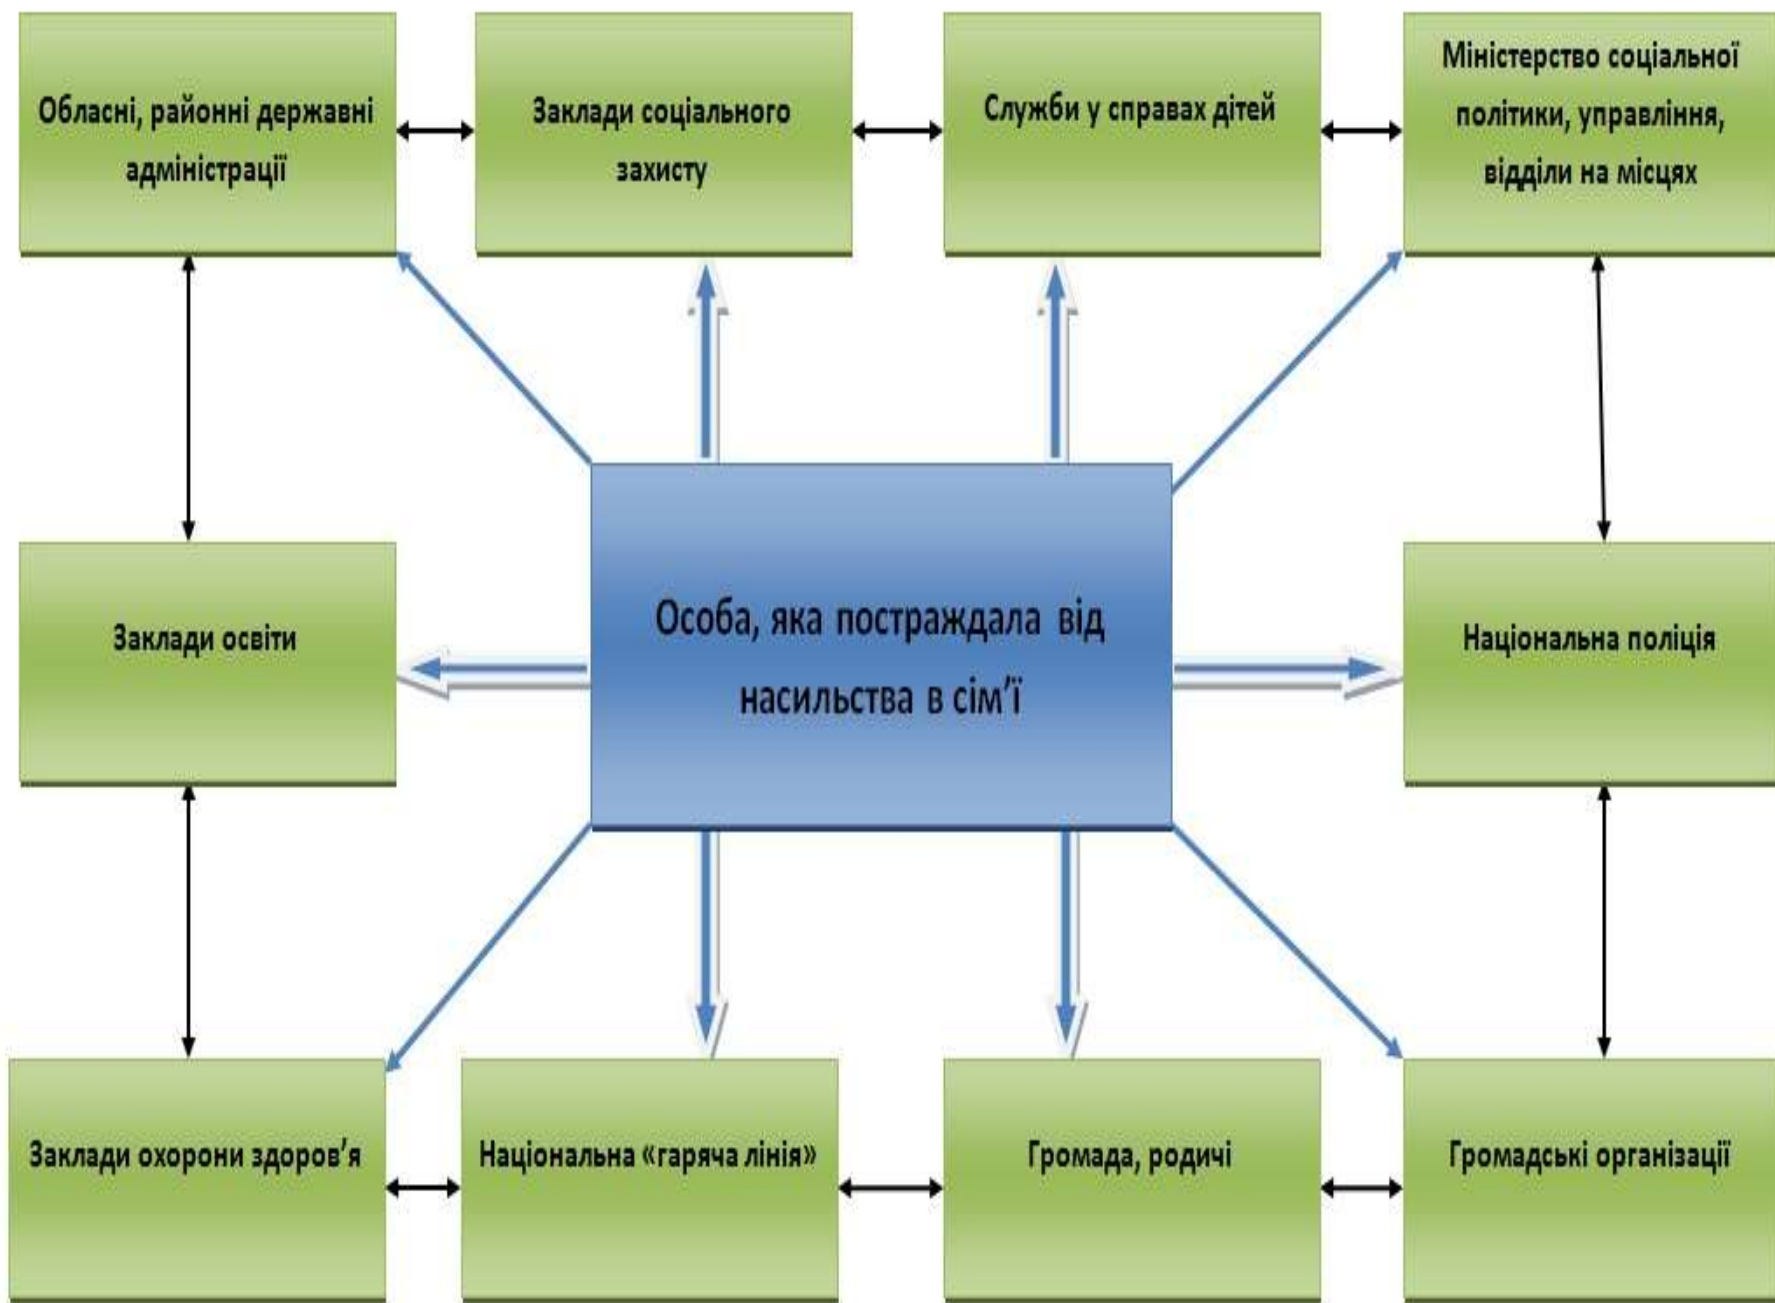 Обласні, районні державні
адміністрації
Заклади соціального
захисту
Служби у справах дітей
Міністерство соціальної
політики, управління,
відділи на місцях
Заклади освіти
Особа, яка постраждала від
насильства в сім’ї
Національна поліція
Заклади охорони здоров’я
Національна «гаряча лінія»
Громада, родичі
Громадські організації